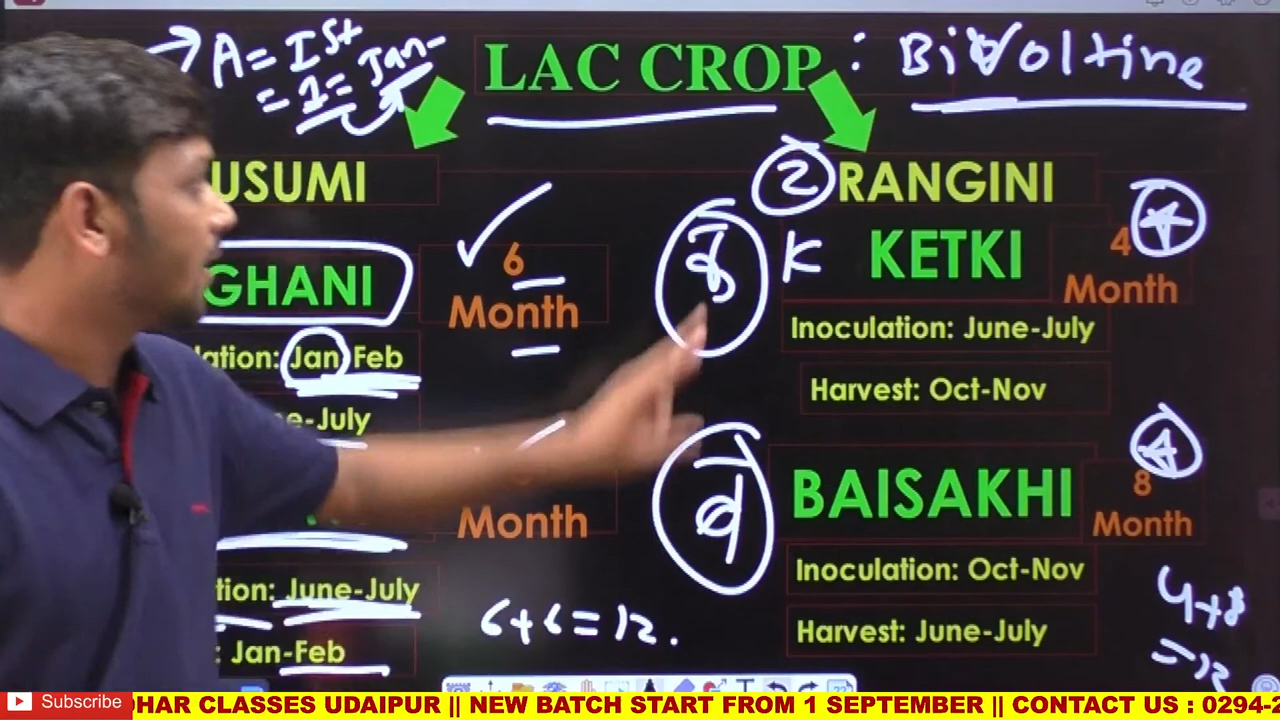 A = Ist
= 1 = Jan
LAC CROP : Bivoltine
USUMI
GHANI
6
Month
lation: Jan-Feb
e-July
Month
tion: June-July
: Jan-Feb
6+6=12.
2 RANGINI
K KETKI
4
Month
Inoculation: June-July
Harvest: Oct-Nov
BAISAKHI
8
Month
Inoculation: Oct-Nov
Harvest: June-July
4+8
=12
Subscribe
DHAR CLASSES UDAIPUR || NEW BATCH START FROM 1 SEPTEMBER || CONTACT US : 0294-2